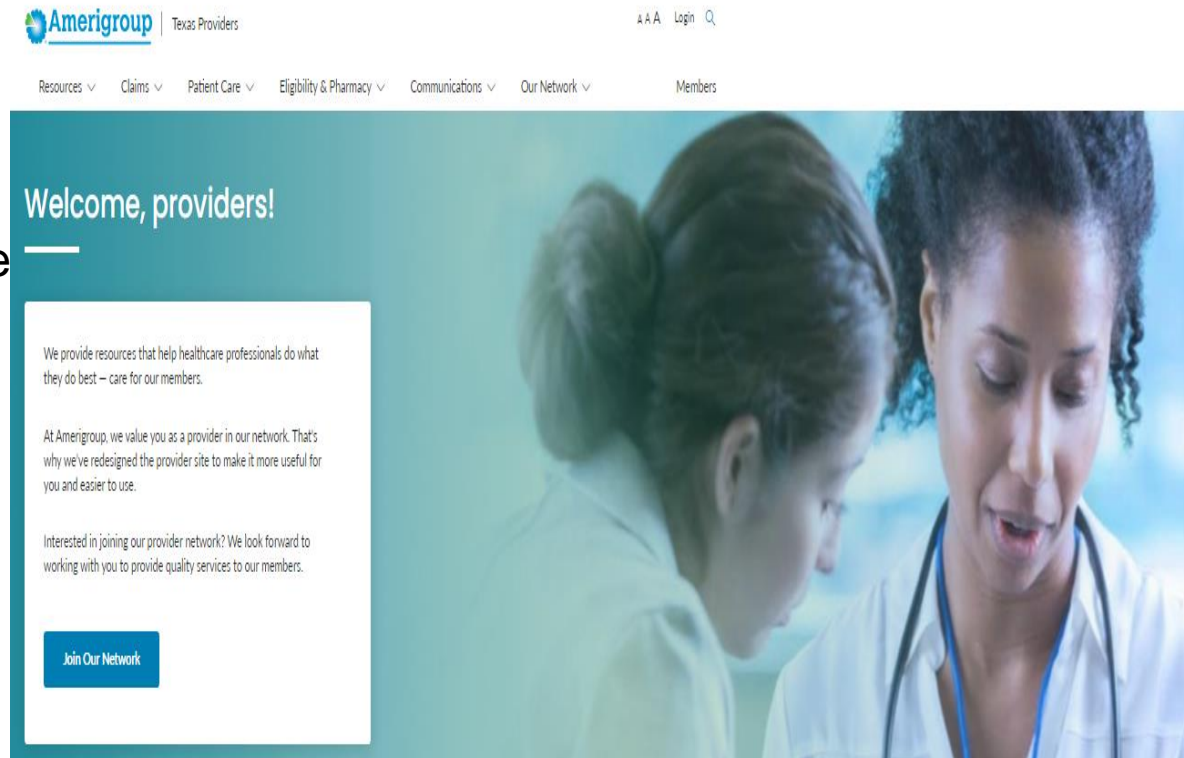 Amerigroup Texas Providers
A A A Login
Resources Claims Patient Care Eligibility & Pharmacy Communications Our Network Members
Welcome, providers!
e
We provide resources that help healthcare professionals do what
they do best — care for our members.
At Amerigroup, we value you as a provider in our network. That's
why we've redesigned the provider site to make it more useful for
you and easier to use.
Interested in joining our provider network? We look forward to
working with you to provide quality services to our members.
Join Our Network